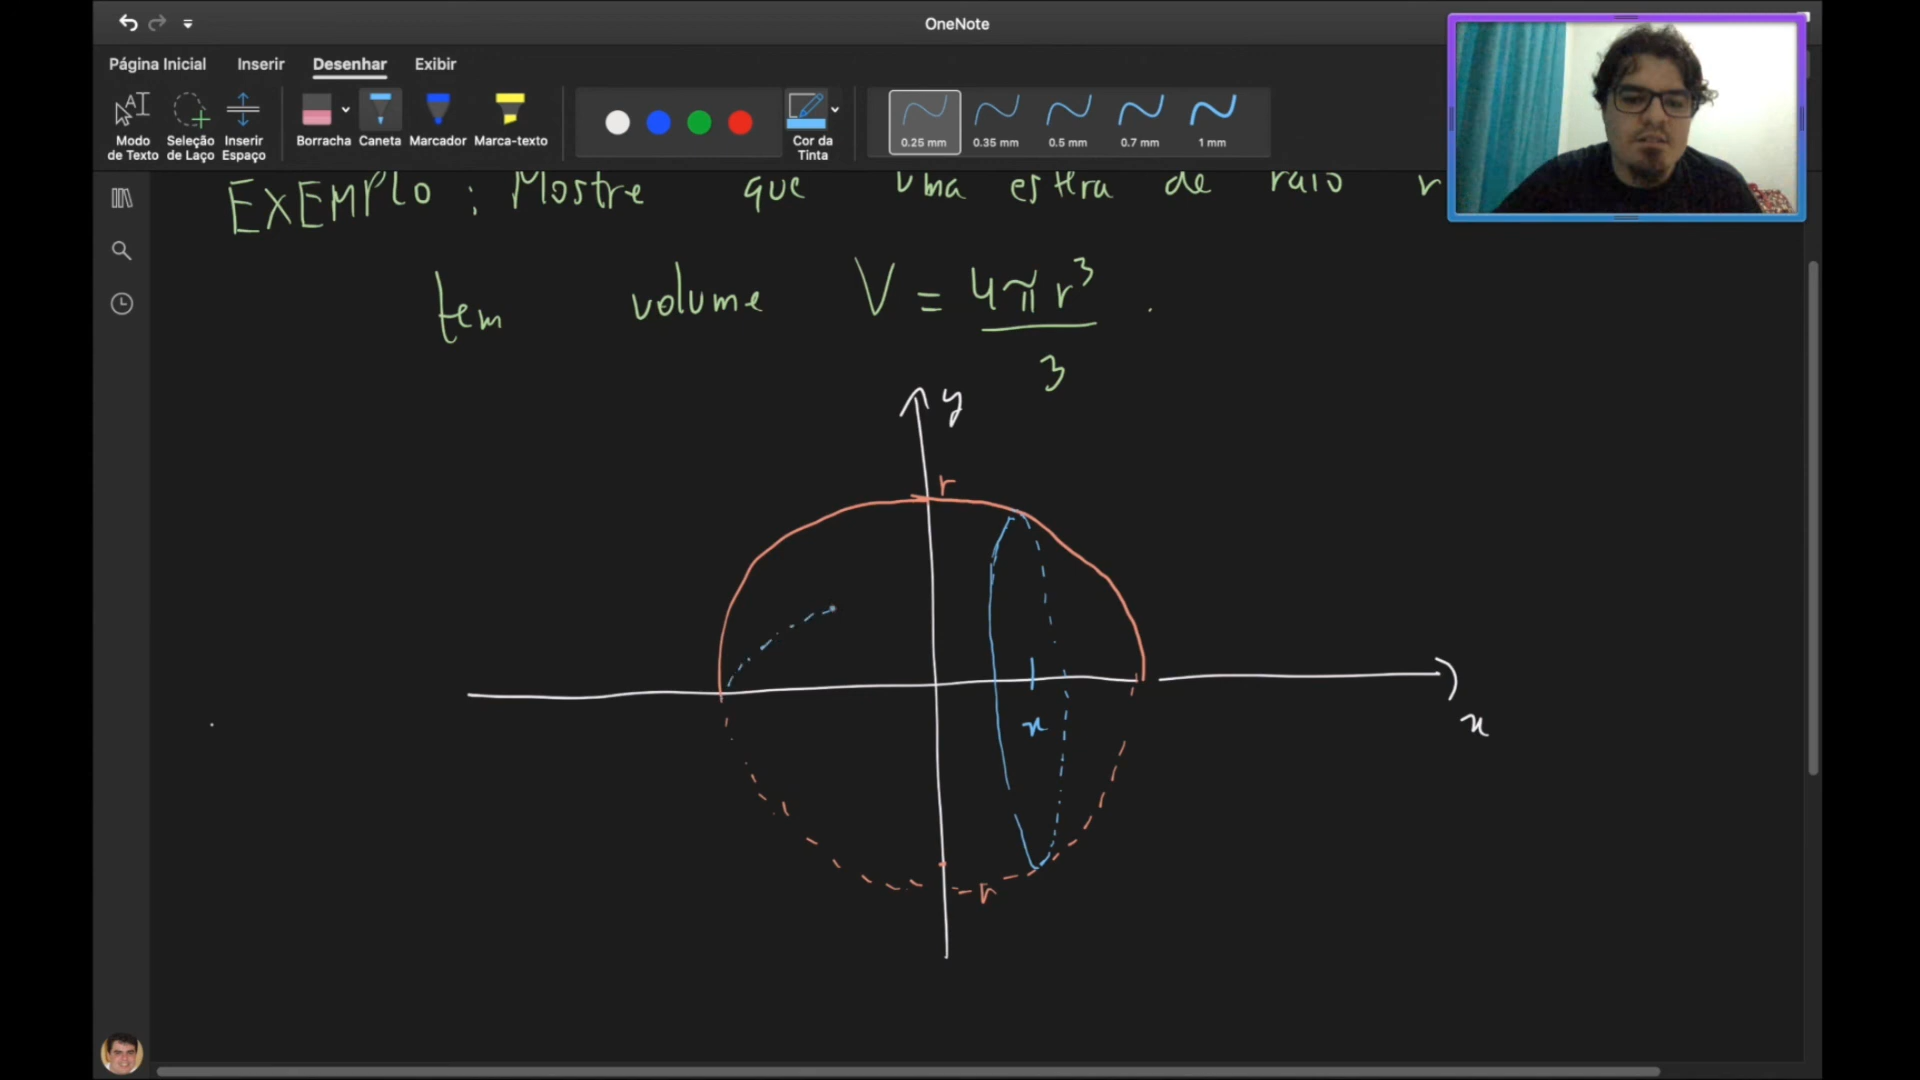 OneNote
Página Inicial Inserir Desenhar Exibir
Modo de Texto
Seleção de Laço
Inserir Espaço
Borracha
Caneta
Marcador
Marca-texto
Cor da Tinta
0.25 mm
0.35 mm
0.5 mm
0.7 mm
1 mm
EXEMPLO : Mostre que uma esfera de raio r
tem volume V = 4πr³ / 3 .
y
r
x
x
-r